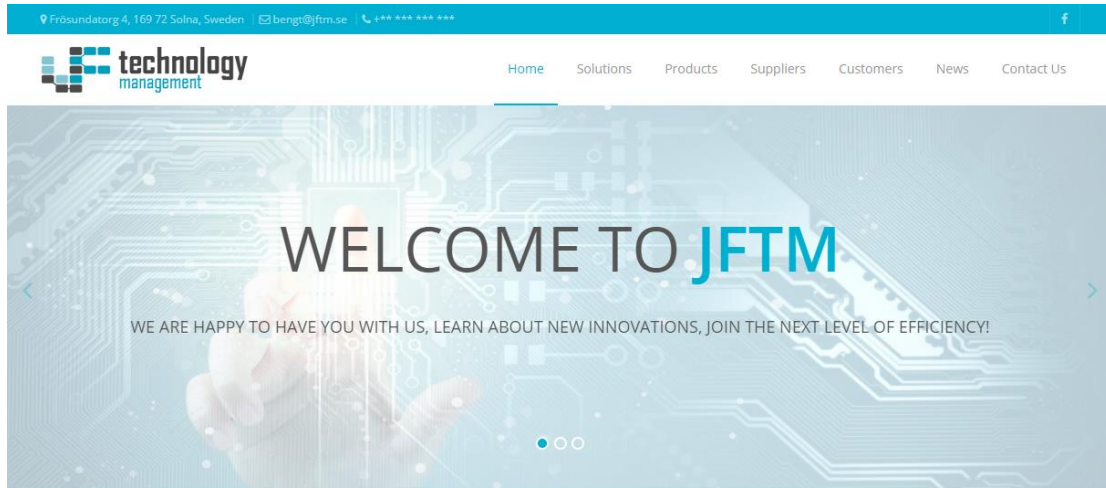 Frösundatorg 4, 169 72 Solna, Sweden | bengt@jftm.se | +** *** *** ***
f
JF technology
management
Home Solutions Products Suppliers Customers News Contact Us
WELCOME TO JFTM
WE ARE HAPPY TO HAVE YOU WITH US, LEARN ABOUT NEW INNOVATIONS, JOIN THE NEXT LEVEL OF EFFICIENCY!